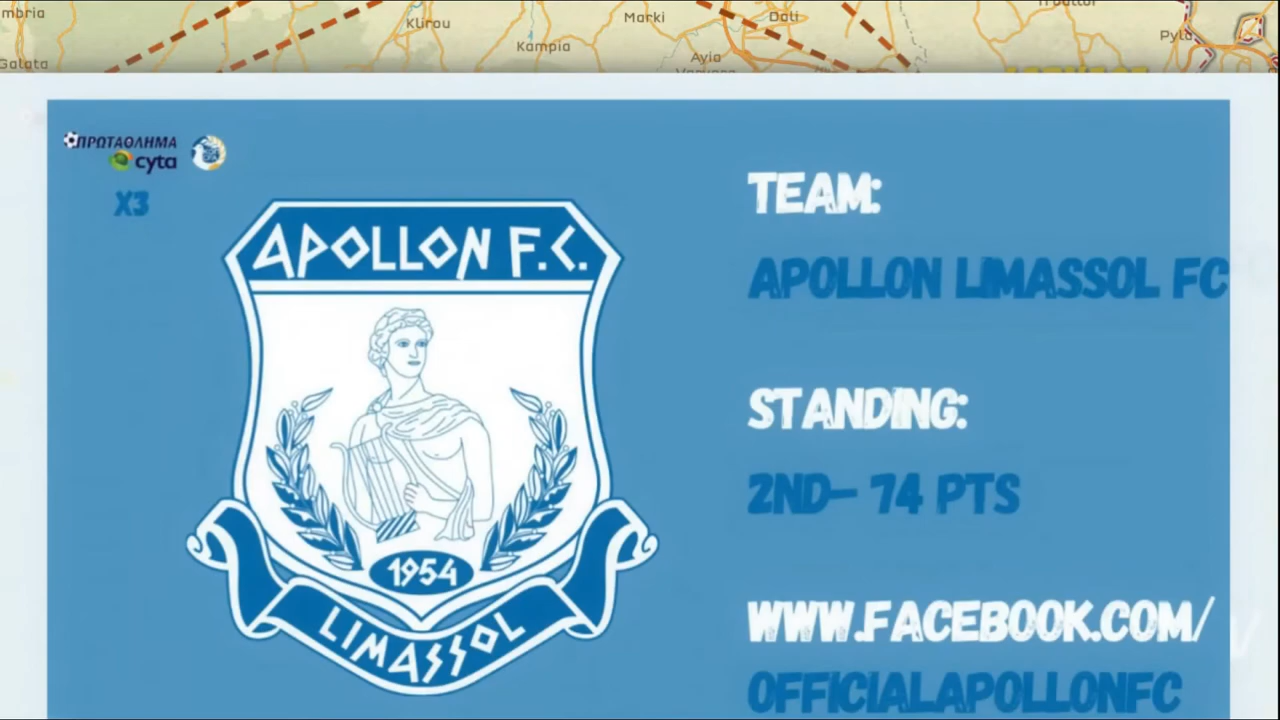 mbria
Klirou
Marki
Dali
Kampia
Ayia
Pyla
Galata
ΠΡΩΤΑΘΛΗΜΑ
cyta
X3
APOLLON F.C.
1954
LIMASSOL
TEAM:
APOLLON LIMASSOL FC
STANDING:
2ND- 74 PTS
WWW.FACEBOOK.COM/
OFFICIALAPOLLONFC